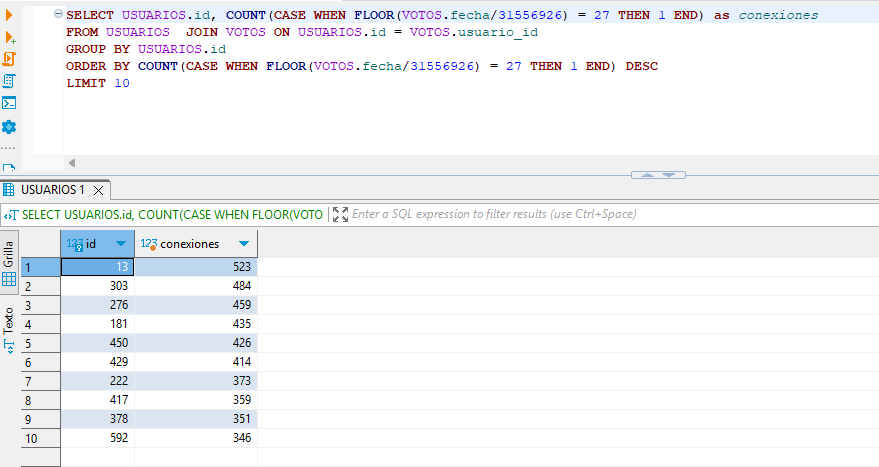 SELECT USUARIOS.id, COUNT(CASE WHEN FLOOR(VOTOS.fecha/31556926) = 27 THEN 1 END) as conexiones
FROM USUARIOS  JOIN VOTOS ON USUARIOS.id = VOTOS.usuario_id
GROUP BY USUARIOS.id
ORDER BY COUNT(CASE WHEN FLOOR(VOTOS.fecha/31556926) = 27 THEN 1 END) DESC
LIMIT 10
USUARIOS 1
SELECT USUARIOS.id, COUNT(CASE WHEN FLOOR(VOTO
Enter a SQL expression to filter results (use Ctrl+Space)
Grilla
Texto
123 id 123 conexiones
1 13 523
2 303 484
3 276 459
4 181 435
5 450 426
6 429 414
7 222 373
8 417 359
9 378 351
10 592 346